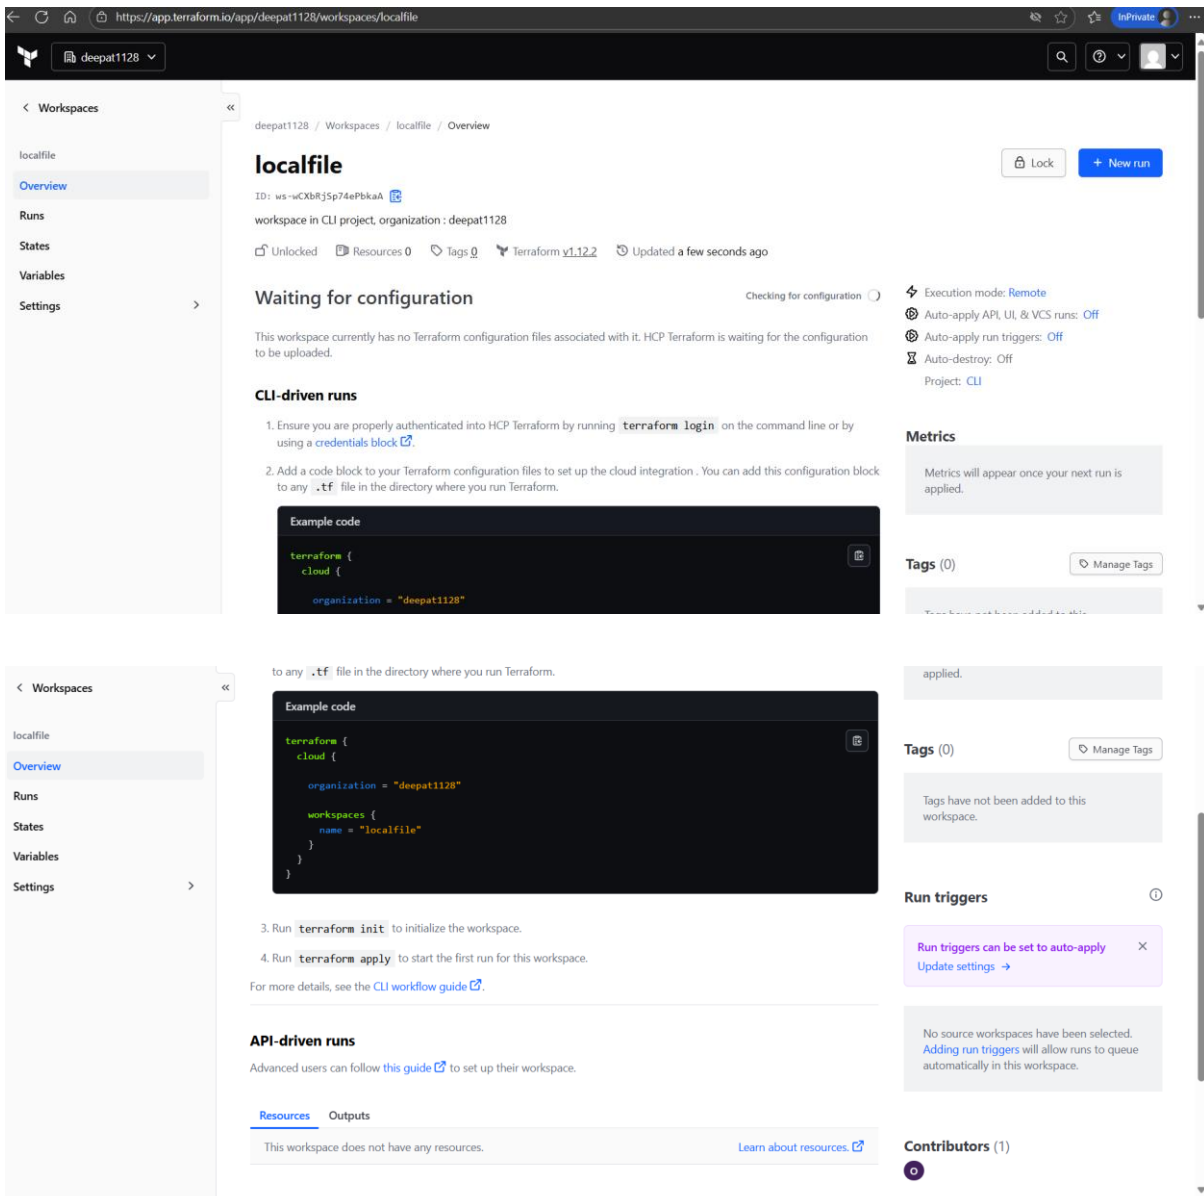 https://app.terraform.io/app/deepat1128/workspaces/localfile
InPrivate
deepat1128
Workspaces
localfile
Overview
Runs
States
Variables
Settings
deepat1128 / Workspaces / localfile / Overview
localfile
Lock
+ New run
ID: ws-wCXbRjSp74ePbkaA
workspace in CLI project, organization : deepat1128
Unlocked Resources 0 Tags 0 Terraform v1.12.2 Updated a few seconds ago
Waiting for configuration
Checking for configuration
This workspace currently has no Terraform configuration files associated with it. HCP Terraform is waiting for the configuration
to be uploaded.
CLI-driven runs
1. Ensure you are properly authenticated into HCP Terraform by running terraform login on the command line or by
using a credentials block.
2. Add a code block to your Terraform configuration files to set up the cloud integration . You can add this configuration block
to any .tf file in the directory where you run Terraform.
Example code
terraform {
cloud {
organization = "deepat1128"
Execution mode: Remote
Auto-apply API, UI, & VCS runs: Off
Auto-apply run triggers: Off
Auto-destroy: Off
Project: CLI
Metrics
Metrics will appear once your next run is
applied.
Tags (0)
Manage Tags
Tags have not been added to this
Workspaces
localfile
Overview
Runs
States
Variables
Settings
to any .tf file in the directory where you run Terraform.
Example code
terraform {
cloud {
organization = "deepat1128"
workspaces {
name = "localfile"
}
}
}
3. Run terraform init to initialize the workspace.
4. Run terraform apply to start the first run for this workspace.
For more details, see the CLI workflow guide.
API-driven runs
Advanced users can follow this guide to set up their workspace.
Resources Outputs
This workspace does not have any resources.
Learn about resources.
applied.
Tags (0)
Manage Tags
Tags have not been added to this
workspace.
Run triggers
Run triggers can be set to auto-apply
Update settings →
No source workspaces have been selected.
Adding run triggers will allow runs to queue
automatically in this workspace.
Contributors (1)
O